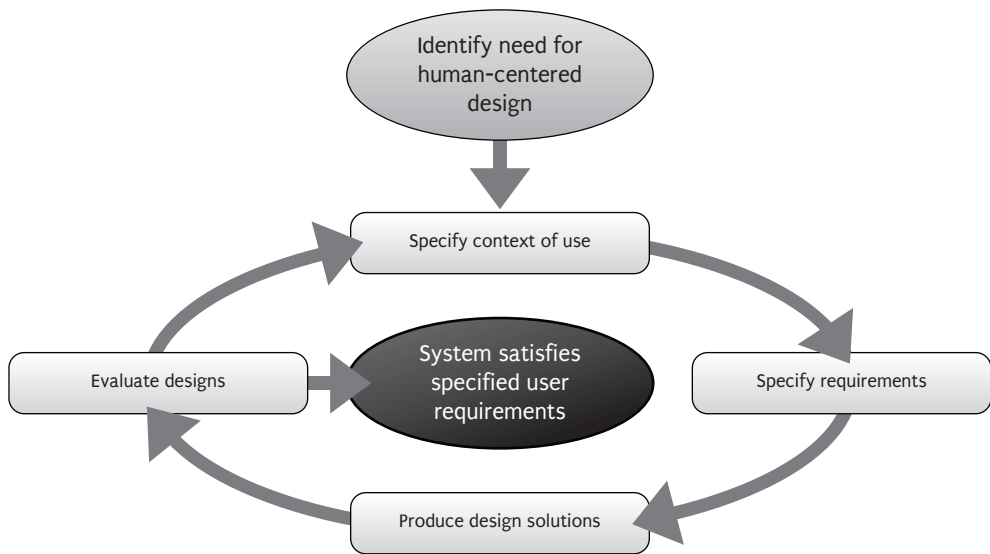 Identify need for
human-centered
design
Specify context of use
Evaluate designs
System satisfies
specified user
requirements
Specify requirements
Produce design solutions